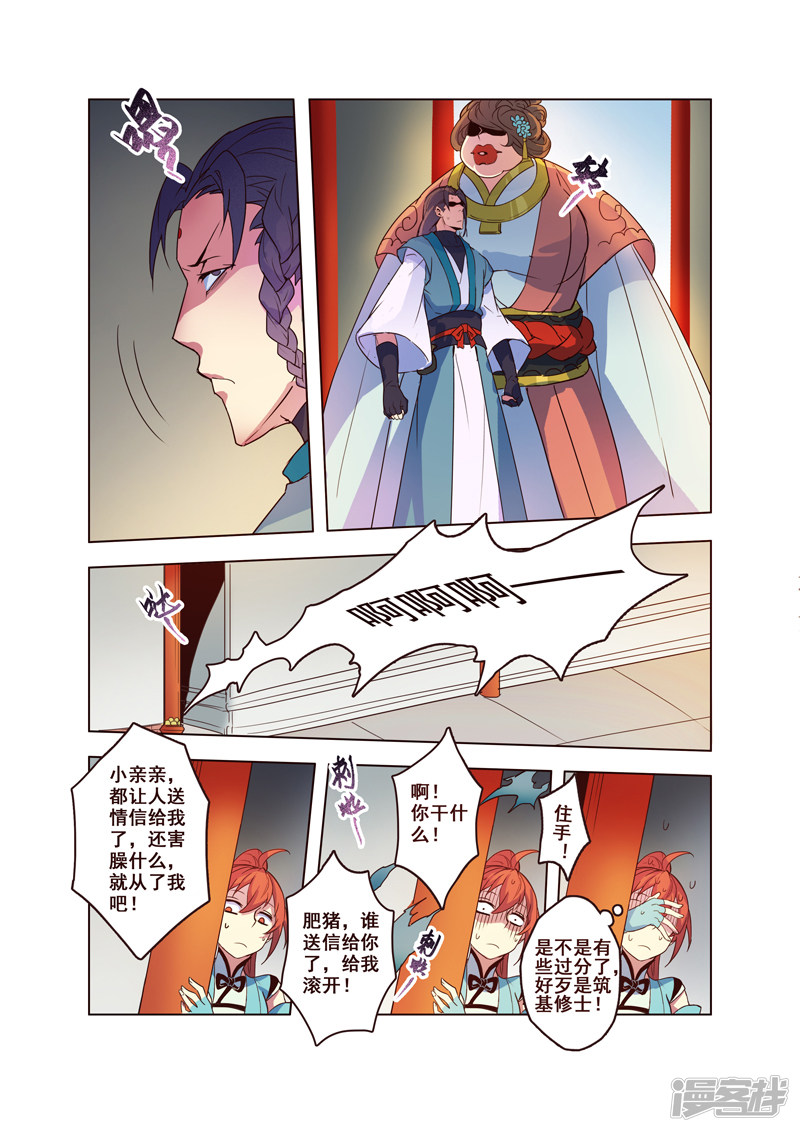 嗯
转
哒
啊啊啊——
小亲亲，
都让人送
情信给我
了，还害
臊什么，
就从了我
吧！
刺啦
啊！
你干什
么！
肥猪，谁
送信给你
了，给我
滚开！
刺啦
住手！
是不是有
些过分了，
好歹是筑
基修士！
漫客栈